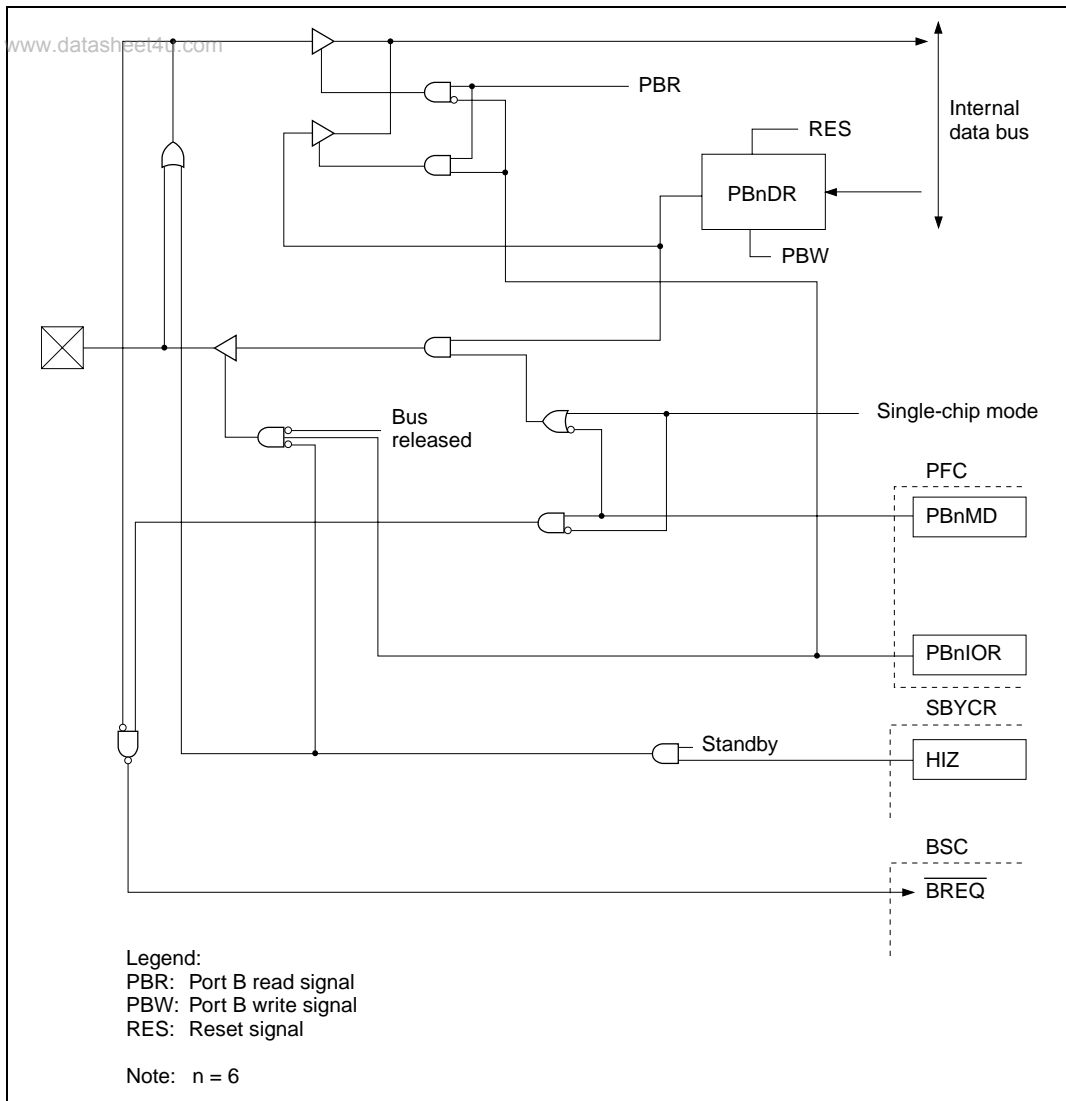 www.datasheet4u.com
PBR
Internal
data bus
RES
PBnDR
PBW
Single-chip mode
Bus
released
PFC
PBnMD
PBnIOR
SBYCR
Standby
HIZ
BSC
BREQ
Legend:
PBR: Port B read signal
PBW: Port B write signal
RES: Reset signal
Note: n = 6